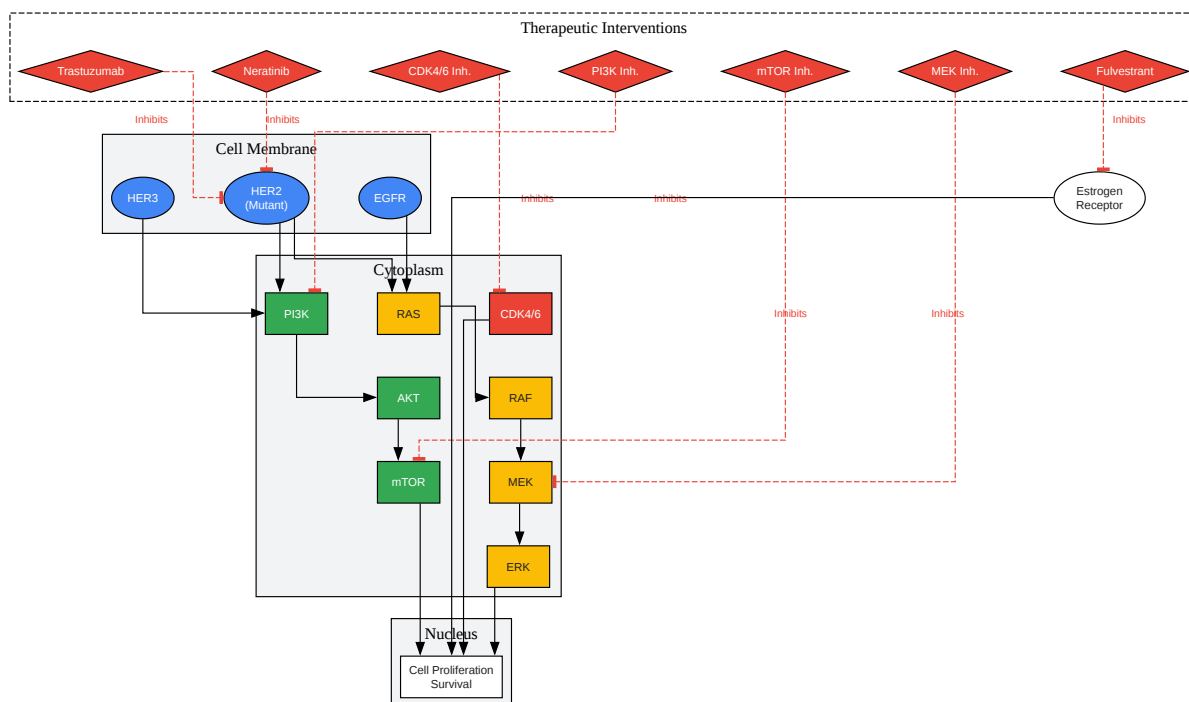 Therapeutic Interventions
Trastuzumab
Neratinib
CDK4/6 Inh.
PI3K Inh.
mTOR Inh.
MEK Inh.
Fulvestrant
Inhibits
Inhibits
Inhibits
Cell Membrane
HER3
HER2
(Mutant)
EGFR
Inhibits
Inhibits
Estrogen
Receptor
Cytoplasm
PI3K
RAS
CDK4/6
Inhibits
Inhibits
AKT
RAF
mTOR
MEK
ERK
Nucleus
Cell Proliferation
Survival